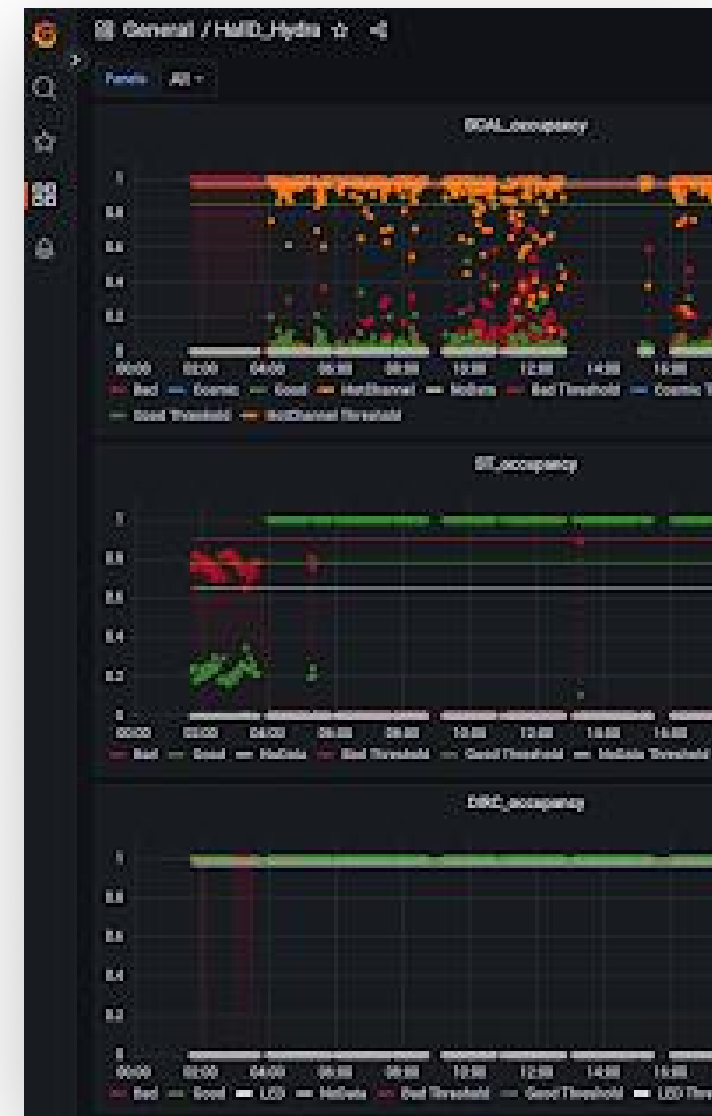 General / HallD_Hydra
Panels All
BCAL_occupancy
1
0.8
0.6
0.4
0.2
0
00:00 02:00 04:00 06:00 08:00 10:00 12:00 14:00 16:00
Bad Cosmic Good HotChannel NoData Bad Threshold Cosmic T
Good Threshold HotChannel Threshold
ST_occupancy
1
0.8
0.6
0.4
0.2
0
00:00 02:00 04:00 06:00 08:00 10:00 12:00 14:00 16:00
Bad Good NoData Bad Threshold Good Threshold NoData Threshold
DIRC_occupancy
1
0.8
0.6
0.4
0.2
0
00:00 02:00 04:00 06:00 08:00 10:00 12:00 14:00 16:00
Bad Good LED NoData Bad Threshold Good Threshold LED Thre